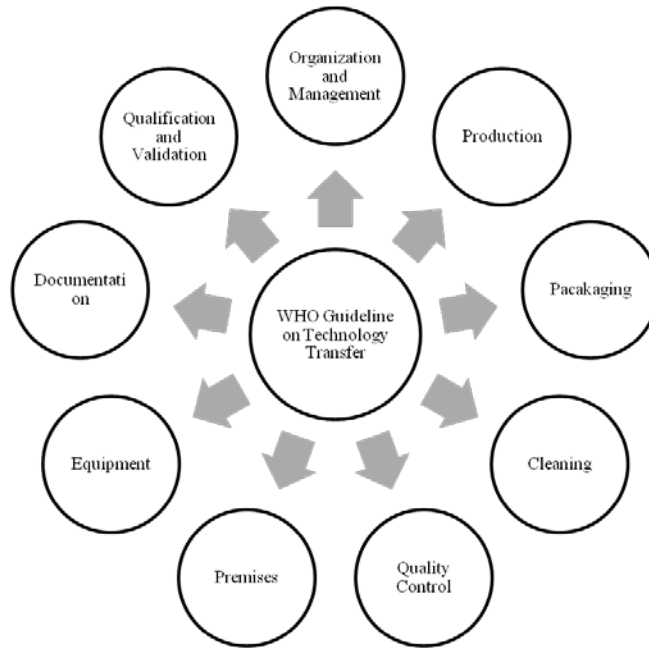 Organization
and
Management
Production
Pacakaging
Cleaning
Quality
Control
Premises
Equipment
Documentati
on
Qualification
and
Validation
WHO Guideline
on Technology
Transfer